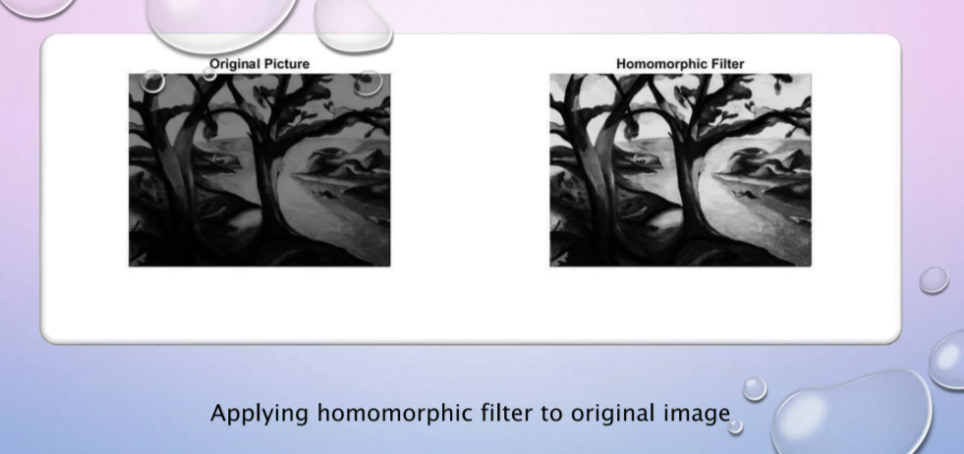 Original Picture
Homomorphic Filter
Applying homomorphic filter to original image